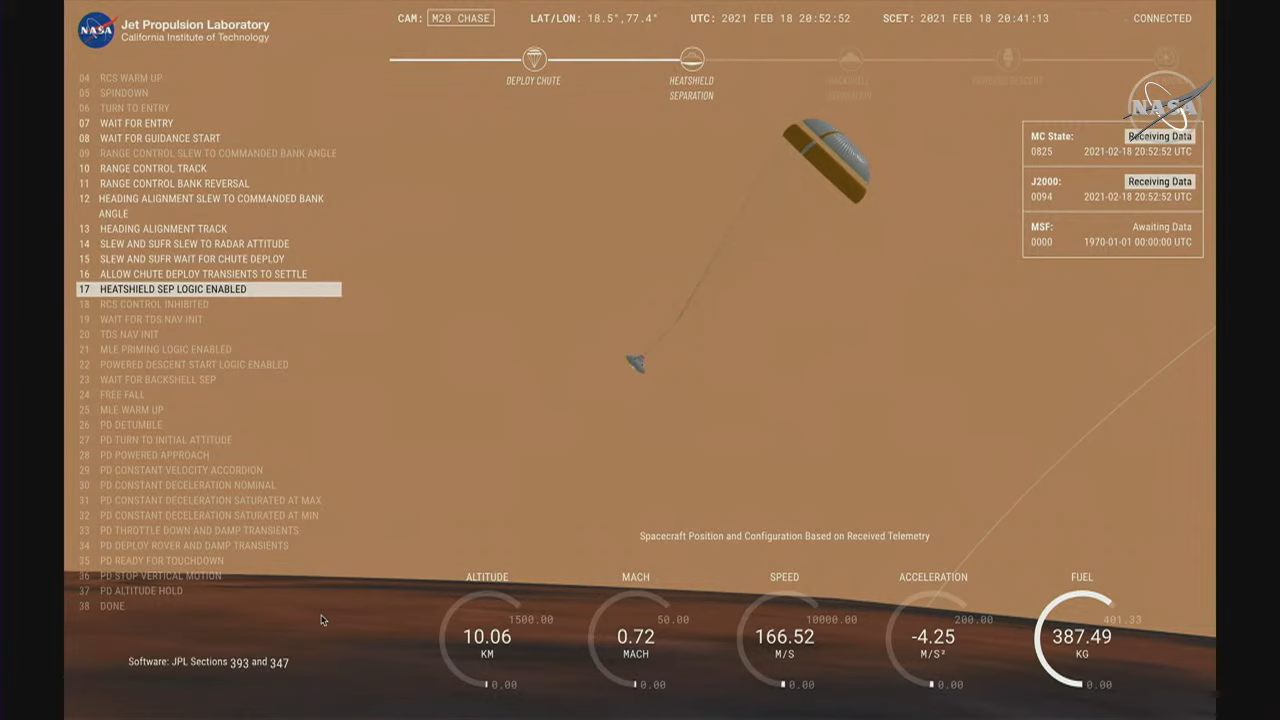 NASA
Jet Propulsion Laboratory
California Institute of Technology
CAM: M20 CHASE
LAT/LON: 18.5°,77.4°
UTC: 2021 FEB 18 20:52:52
SCET: 2021 FEB 18 20:41:13
CONNECTED
DEPLOY CHUTE
HEATSHIELD
SEPARATION
BACKSHELL
SEPARATION
POWERED DESCENT
NASA
MC State: Receiving Data
0825 2021-02-18 20:52:52 UTC
J2000: Receiving Data
0094 2021-02-18 20:52:52 UTC
MSF: Awaiting Data
0000 1970-01-01 00:00:00 UTC
04 RCS WARM UP
05 SPINDOWN
06 TURN TO ENTRY
07 WAIT FOR ENTRY
08 WAIT FOR GUIDANCE START
09 RANGE CONTROL SLEW TO COMMANDED BANK ANGLE
10 RANGE CONTROL TRACK
11 RANGE CONTROL BANK REVERSAL
12 HEADING ALIGNMENT SLEW TO COMMANDED BANK
ANGLE
13 HEADING ALIGNMENT TRACK
14 SLEW AND SUFR SLEW TO RADAR ATTITUDE
15 SLEW AND SUFR WAIT FOR CHUTE DEPLOY
16 ALLOW CHUTE DEPLOY TRANSIENTS TO SETTLE
17 HEATSHIELD SEP LOGIC ENABLED
18 RCS CONTROL INHIBITED
19 WAIT FOR TDS NAV INIT
20 TDS NAV INIT
21 MLE PRIMING LOGIC ENABLED
22 POWERED DESCENT START LOGIC ENABLED
23 WAIT FOR BACKSHELL SEP
24 FREE FALL
25 MLE WARM UP
26 PD DETUMBLE
27 PD TURN TO INITIAL ATTITUDE
28 PD POWERED APPROACH
29 PD CONSTANT VELOCITY ACCORDION
30 PD CONSTANT DECELERATION NOMINAL
31 PD CONSTANT DECELERATION SATURATED AT MAX
32 PD CONSTANT DECELERATION SATURATED AT MIN
33 PD THROTTLE DOWN AND DAMP TRANSIENTS
34 PD DEPLOY ROVER AND DAMP TRANSIENTS
35 PD READY FOR TOUCHDOWN
36 PD STOP VERTICAL MOTION
37 PD ALTITUDE HOLD
38 DONE
Software: JPL Sections 393 and 347
Spacecraft Position and Configuration Based on Received Telemetry
ALTITUDE
1500.00
10.06
KM
0.00
MACH
50.00
0.72
MACH
0.00
SPEED
10000.00
166.52
M/S
0.00
ACCELERATION
200.00
-4.25
M/S²
0.00
FUEL
401.33
387.49
KG
0.00